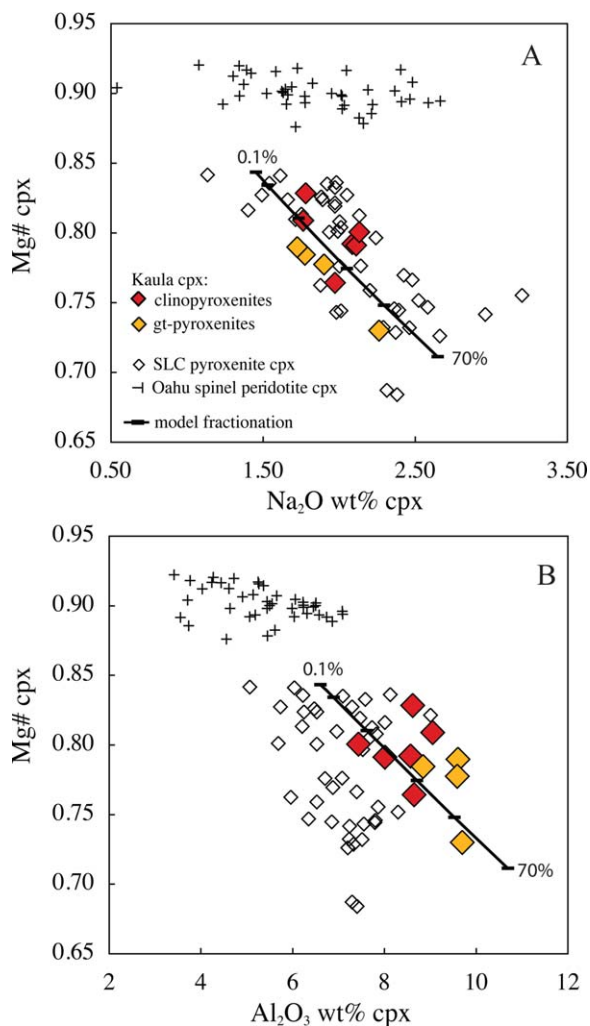 A
0.95
0.90
0.85
0.80
0.75
0.70
0.65
Mg# cpx
0.1%
Kaula cpx:
clinopyroxenites
gt-pyroxenites
SLC pyroxenite cpx
Oahu spinel peridotite cpx
model fractionation
70%
0.50 1.50 2.50 3.50
Na₂O wt% cpx
B
0.95
0.90
0.85
0.80
0.75
0.70
0.65
Mg# cpx
0.1%
70%
2 4 6 8 10 12
Al₂O₃ wt% cpx